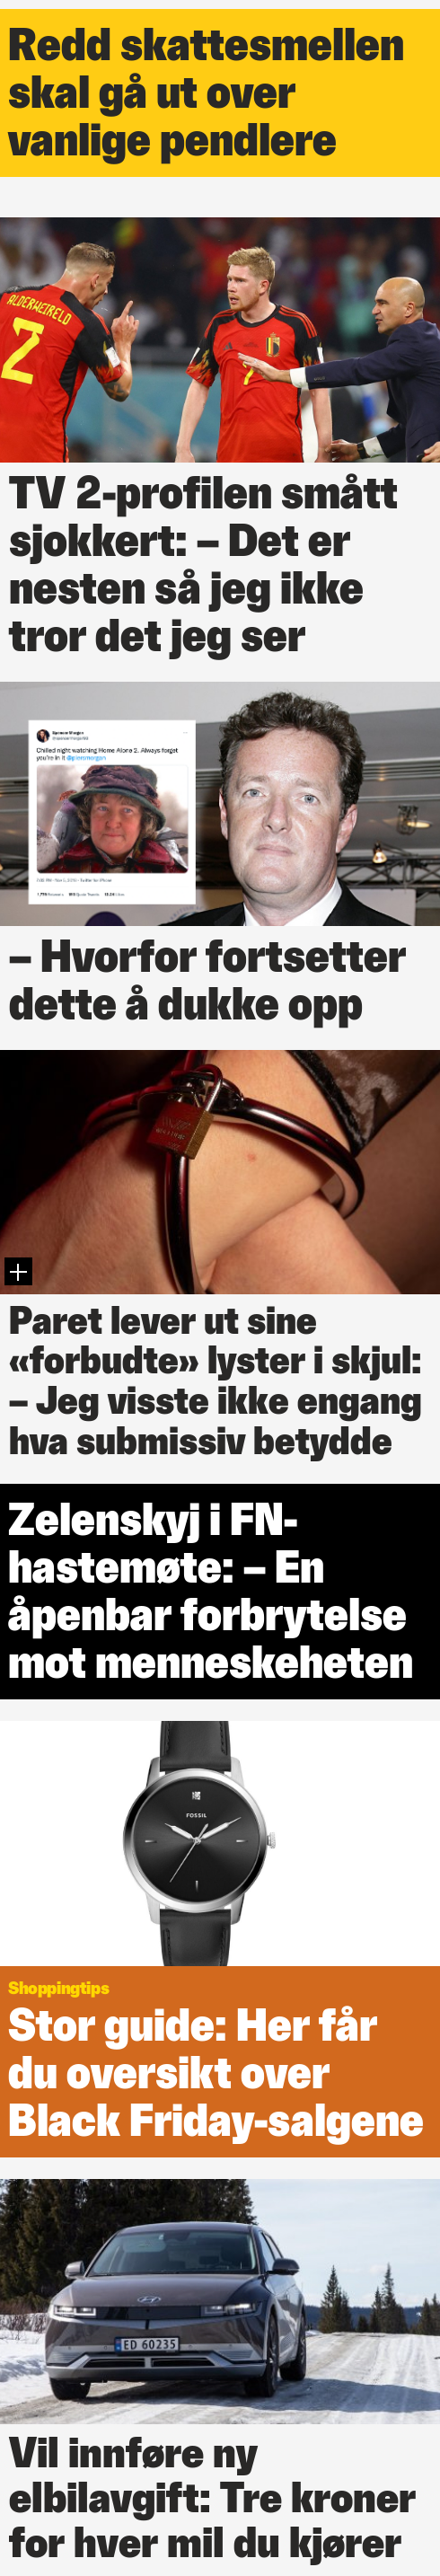 Redd skattesmellen
skal gå ut over
vanlige pendlere
ALDERWEIRELD
2
7
TV 2-profilen smått
sjokkert: – Det er
nesten så jeg ikke
tror det jeg ser
Chilled night watching Home Alone 2. Always forget
you're in it @piersmorgan
– Hvorfor fortsetter
dette å dukke opp
Paret lever ut sine
«forbudte» lyster i skjul:
– Jeg visste ikke engang
hva submissiv betydde
Zelenskyj i FN-
hastemøte: – En
åpenbar forbrytelse
mot menneskeheten
FOSSIL
Shoppingtips
Stor guide: Her får
du oversikt over
Black Friday-salgene
ED 60235
Vil innføre ny
elbilavgift: Tre kroner
for hver mil du kjører